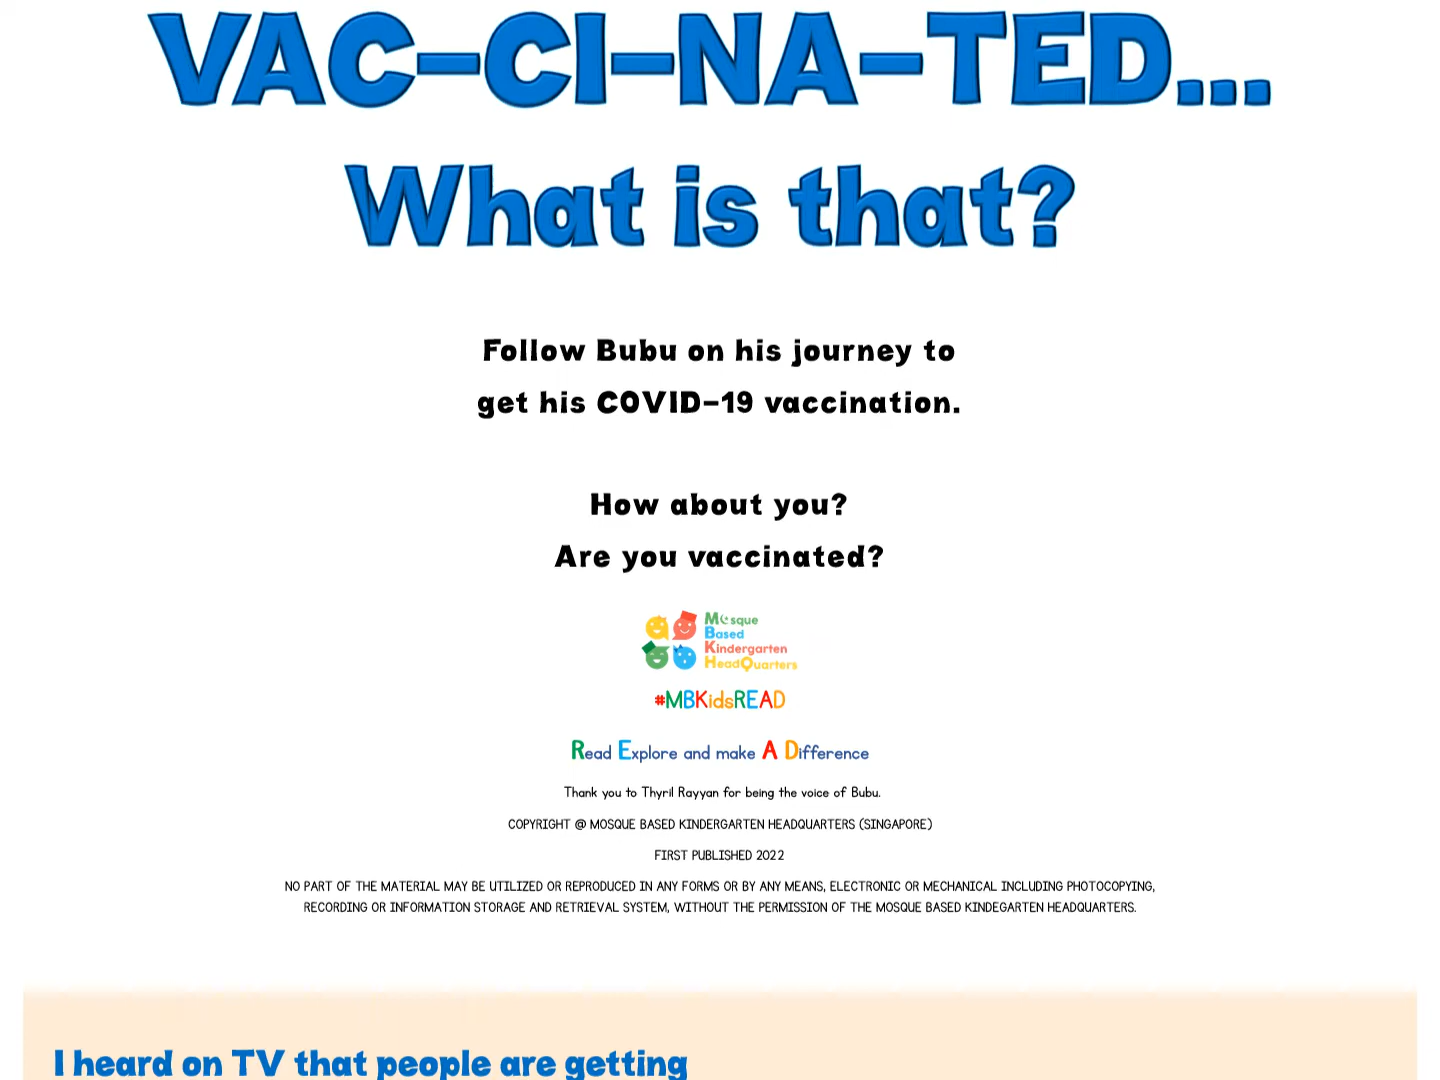 VAC-CI-NA-TED...
What is that?
Follow Bubu on his journey to
get his COVID-19 vaccination.
How about you?
Are you vaccinated?
Mosque
Based
Kindergarten
HeadQuarters
#MBKidsREAD
Read Explore and make A Difference
Thank you to Thyril Rayyan for being the voice of Bubu.
COPYRIGHT @ MOSQUE BASED KINDERGARTEN HEADQUARTERS (SINGAPORE)
FIRST PUBLISHED 2022
NO PART OF THE MATERIAL MAY BE UTILIZED OR REPRODUCED IN ANY FORMS OR BY ANY MEANS, ELECTRONIC OR MECHANICAL INCLUDING PHOTOCOPYING,
RECORDING OR INFORMATION STORAGE AND RETRIEVAL SYSTEM, WITHOUT THE PERMISSION OF THE MOSQUE BASED KINDEGARTEN HEADQUARTERS.
I heard on TV that people are getting